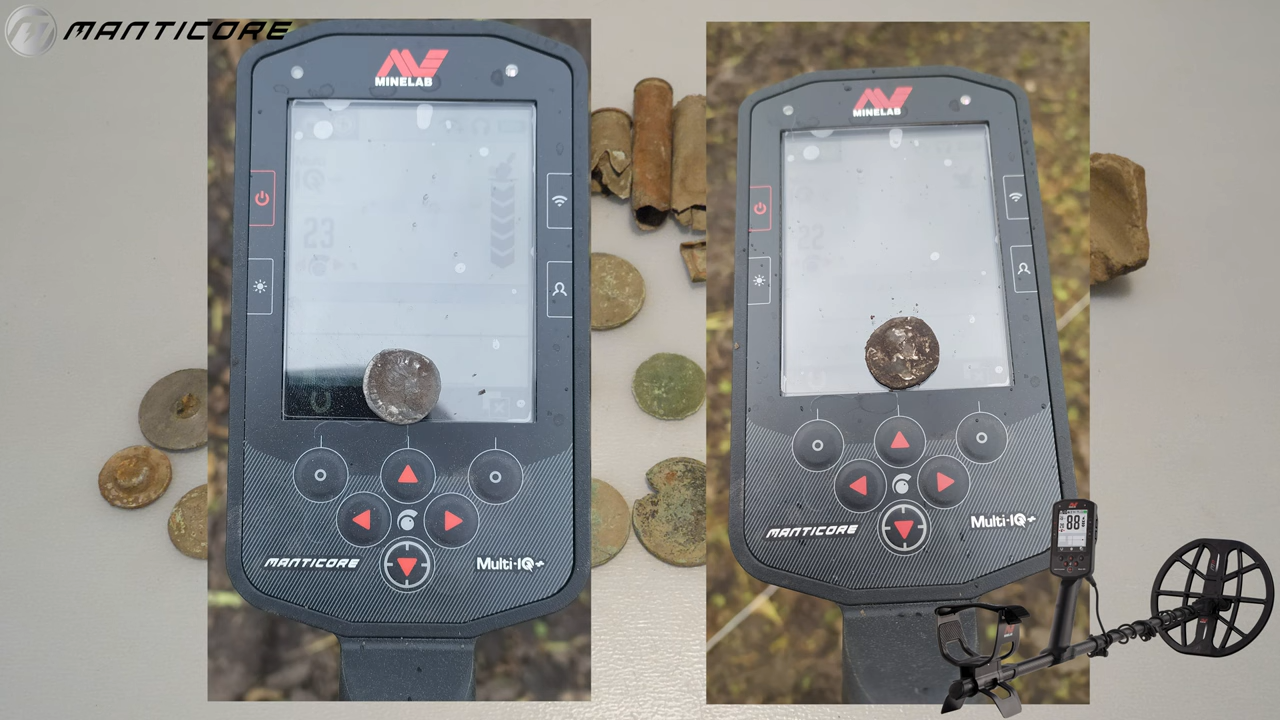 MANTICORE
MINELAB
23
MANTICORE
Multi-IQ+
MINELAB
22
MANTICORE
Multi-IQ+
88